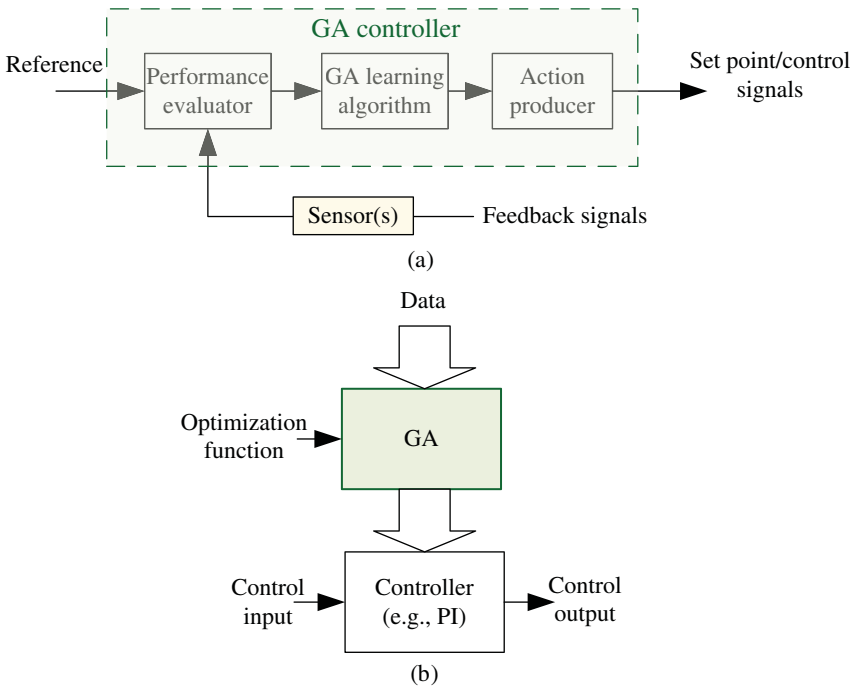 GA controller
Reference
Performance
evaluator
GA learning
algorithm
Action
producer
Set point/control
signals
Sensor(s)
Feedback signals
(a)
Data
Optimization
function
GA
Control
input
Controller
(e.g., PI)
Control
output
(b)